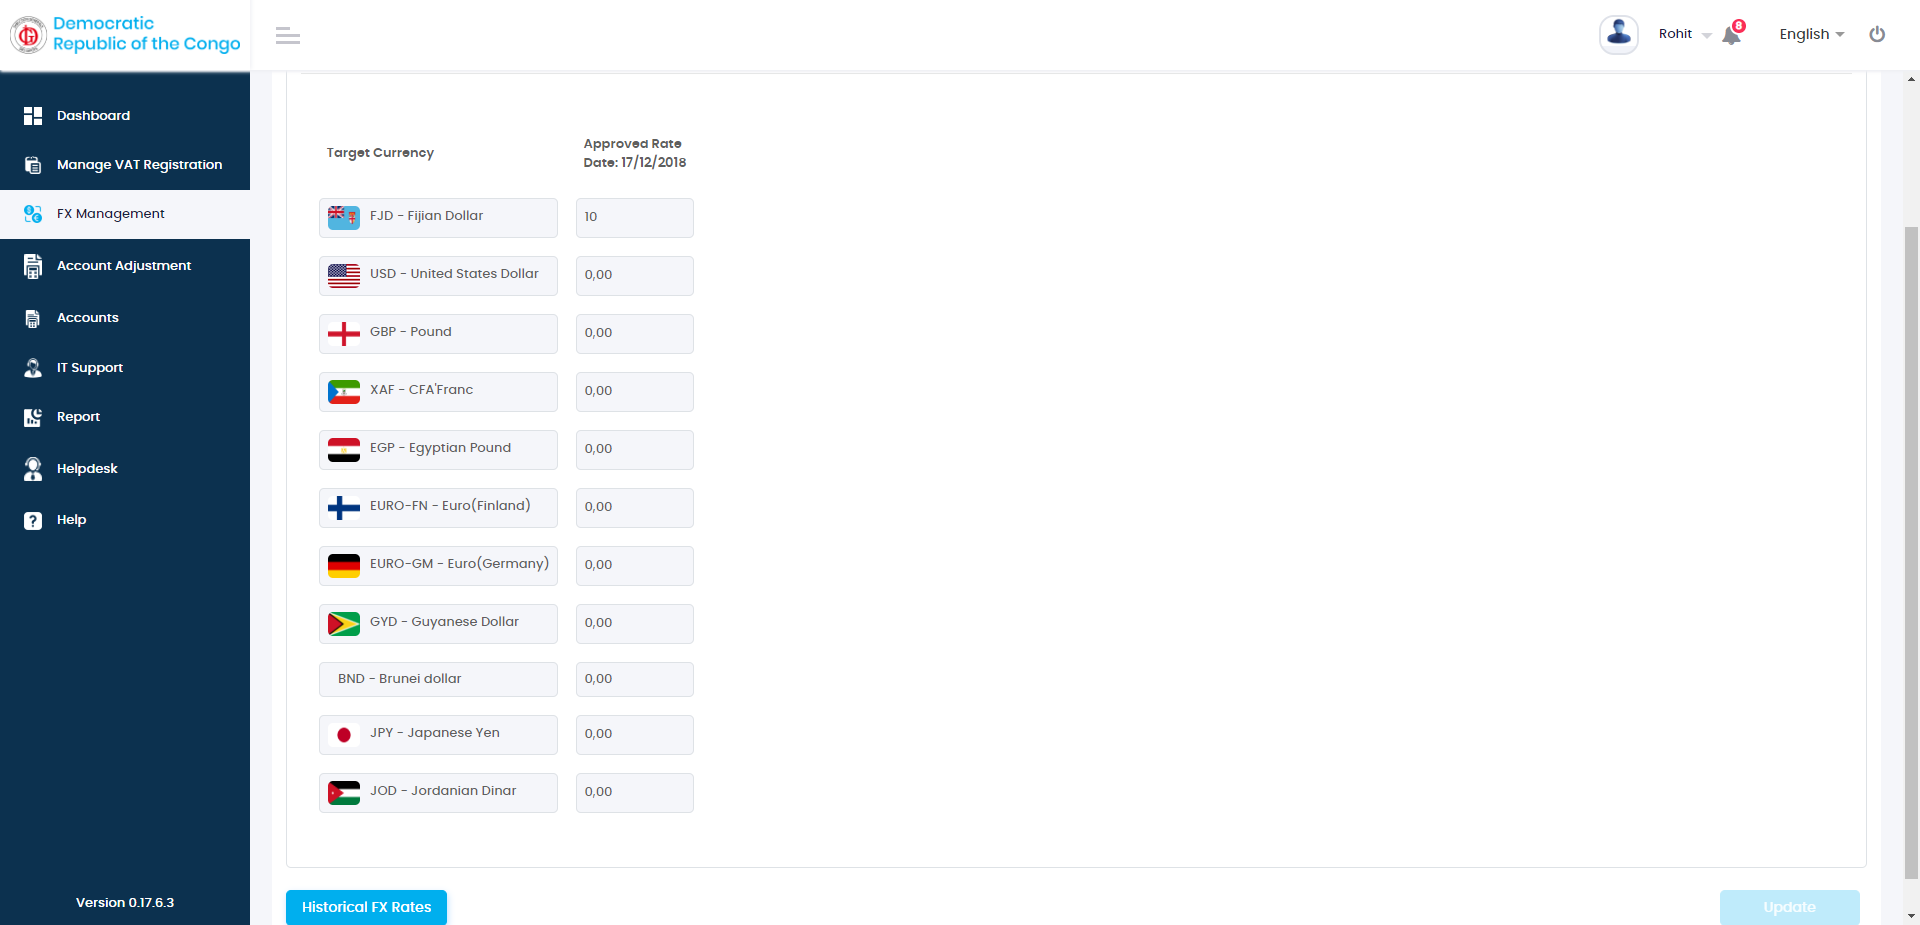 Democratic
Republic of the Congo
Rohit
8
English
Dashboard
Manage VAT Registration
FX Management
Account Adjustment
Accounts
IT Support
Report
Helpdesk
Help
Version 0.17.6.3
Target Currency
Approved Rate
Date: 17/12/2018
FJD - Fijian Dollar
10
USD - United States Dollar
0,00
GBP - Pound
0,00
XAF - CFA'Franc
0,00
EGP - Egyptian Pound
0,00
EURO-FN - Euro(Finland)
0,00
EURO-GM - Euro(Germany)
0,00
GYD - Guyanese Dollar
0,00
BND - Brunei dollar
0,00
JPY - Japanese Yen
0,00
JOD - Jordanian Dinar
0,00
Historical FX Rates
Update